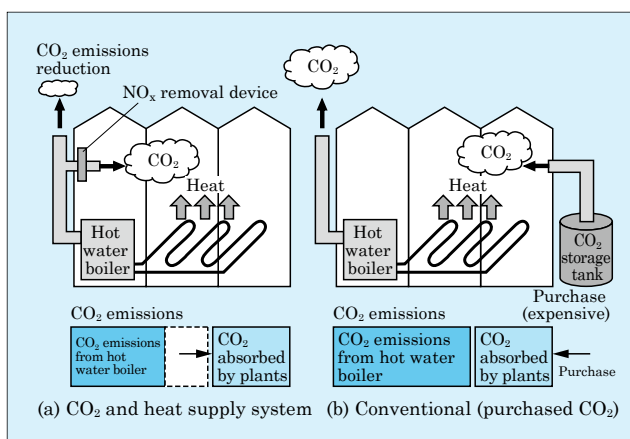 CO₂ emissions
reduction
NOₓ removal device
CO₂
Heat
Hot
water
boiler
CO₂ emissions
CO₂ emissions
from hot water
boiler
CO₂
absorbed
by plants
(a) CO₂ and heat supply system
CO₂
CO₂
Heat
Hot
water
boiler
CO₂
storage
tank
Purchase
(expensive)
CO₂ emissions
CO₂ emissions
from hot water
boiler
CO₂
absorbed
by plants
Purchase
(b) Conventional (purchased CO₂)